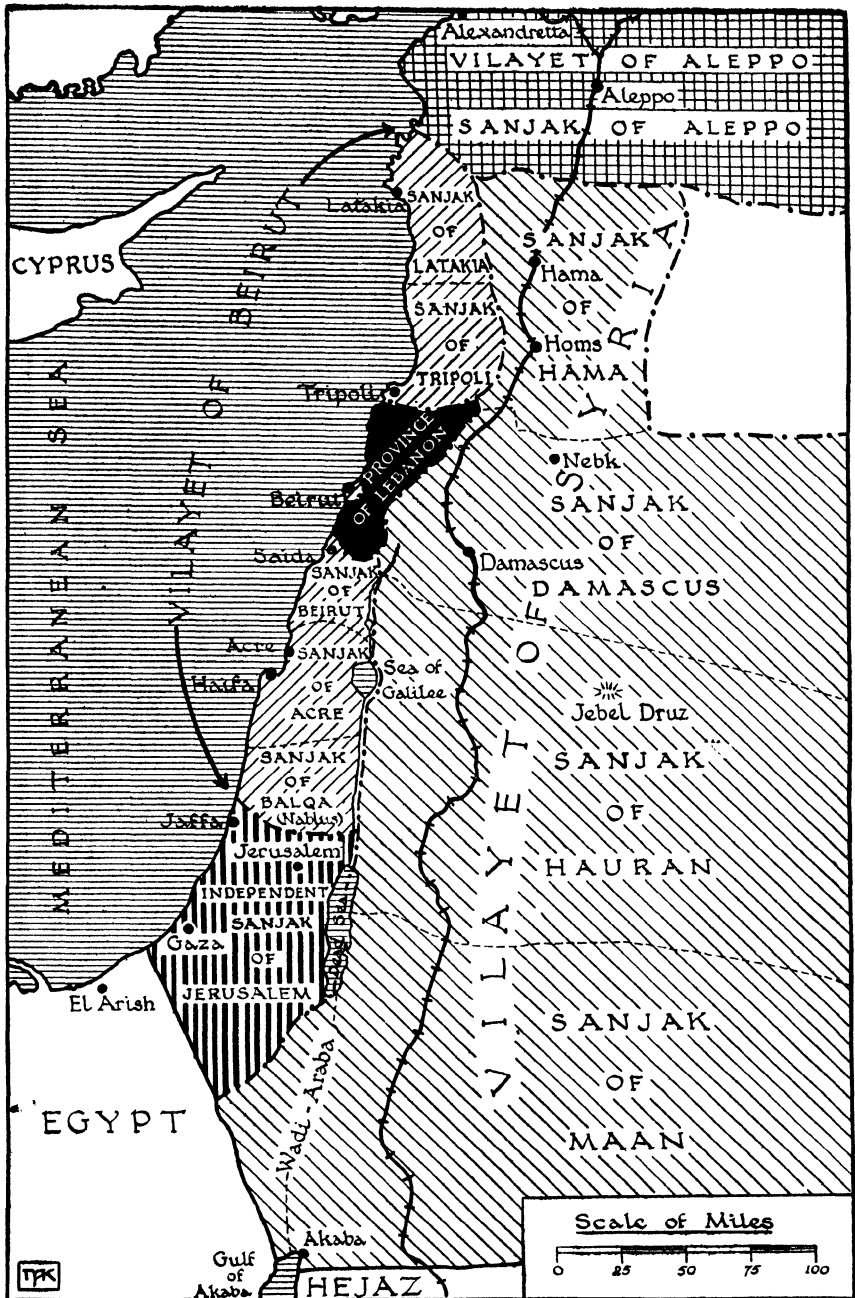 Alexandretta
VILAYET OF ALEPPO
Aleppo
SANJAK OF ALEPPO
Latakia
SANJAK
OF
LATAKIA
CYPRUS
VILAYET OF BEIRUT
MEDITERRANEAN SEA
SANJAK
OF
TRIPOLI
Tripoli
SANJAK
Hama
OF
Homs
HAMA
VILAYET OF SYRIA
PROVINCE
OF LEBANON
Beirut
Nebk
SANJAK
OF
DAMASCUS
Damascus
Saida
SANJAK
OF
BEIRUT
Acre
SANJAK
OF
ACRE
Haifa
Sea of
Galilee
Jebel Druz
SANJAK
OF
HAURAN
SANJAK
OF
BALQA
(Nablus)
Jaffa
Jerusalem
INDEPENDENT
SANJAK
OF
JERUSALEM
Gaza
Dead Sea
El Arish
EGYPT
Wadi-Araba
SANJAK
OF
MAAN
Akaba
Gulf
of
Akaba
HEJAZ
Scale of Miles
0 25 50 75 100